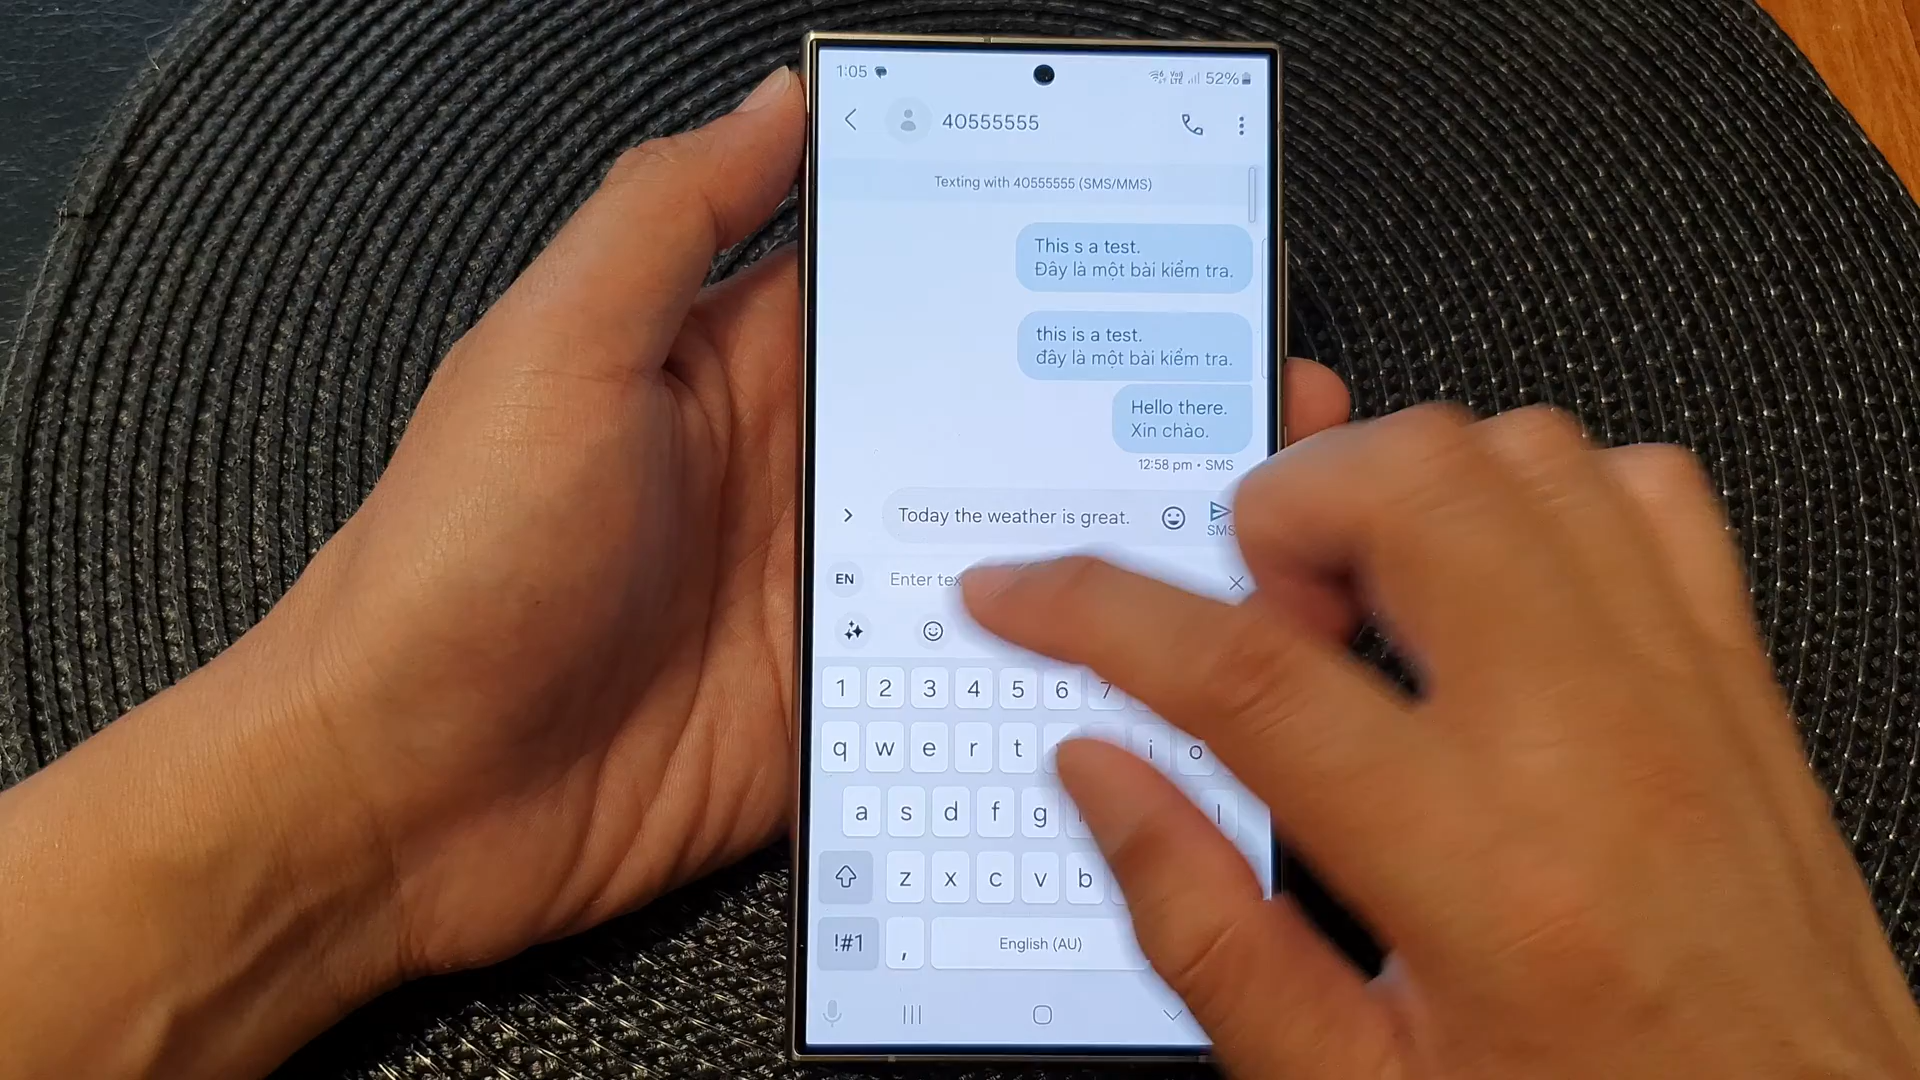 1:05 52%
40555555
Texting with 40555555 (SMS/MMS)
This s a test.
Đây là một bài kiểm tra.
this is a test.
đây là một bài kiểm tra.
Hello there.
Xin chào.
12:58 pm • SMS
Today the weather is great.
SMS
EN Enter tex
1 2 3 4 5 6 7
q w e r t i o
a s d f g l
z x c v b
!#1 , English (AU)